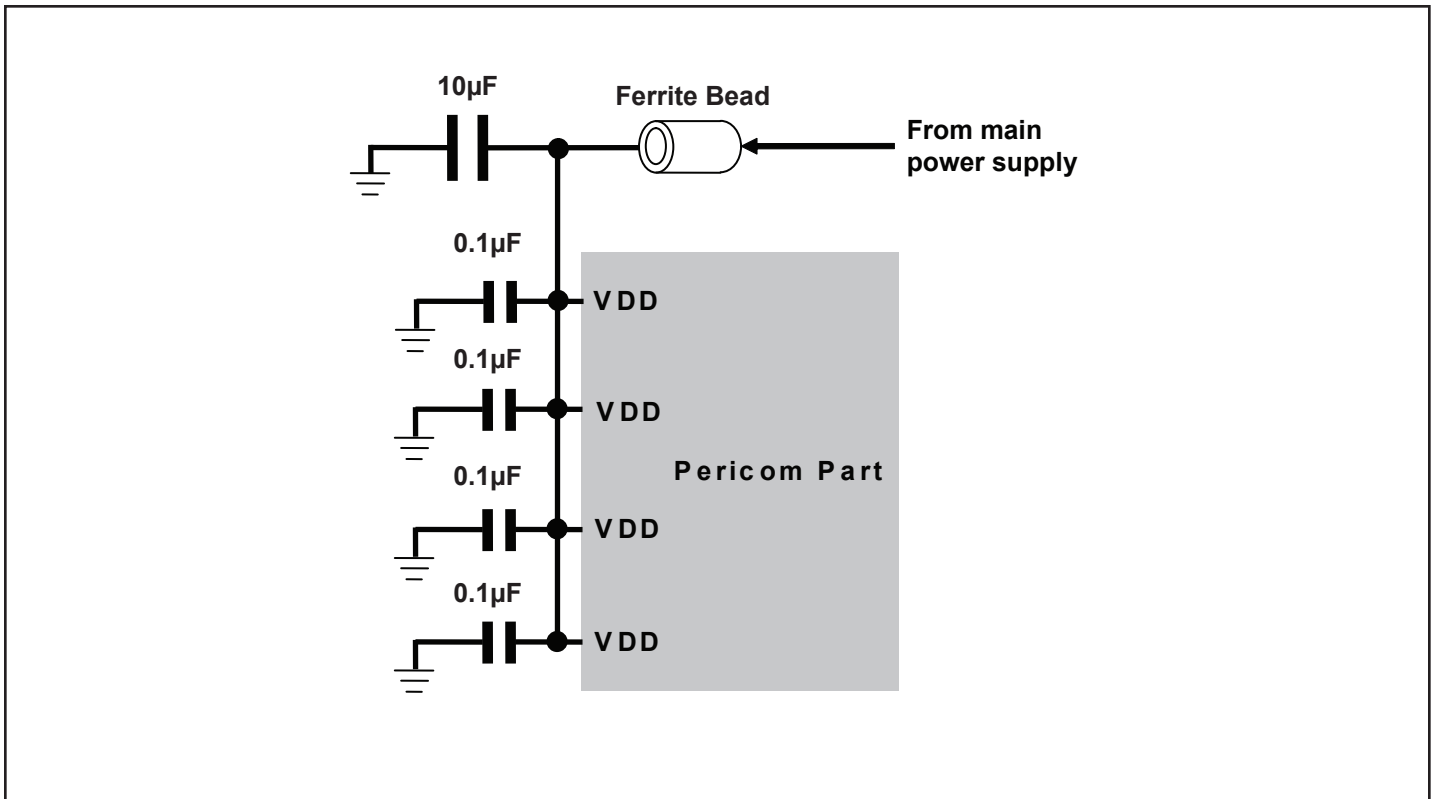 10µF
Ferrite Bead
From main
power supply
0.1µF
VDD
0.1µF
VDD
Pericom Part
0.1µF
VDD
0.1µF
VDD